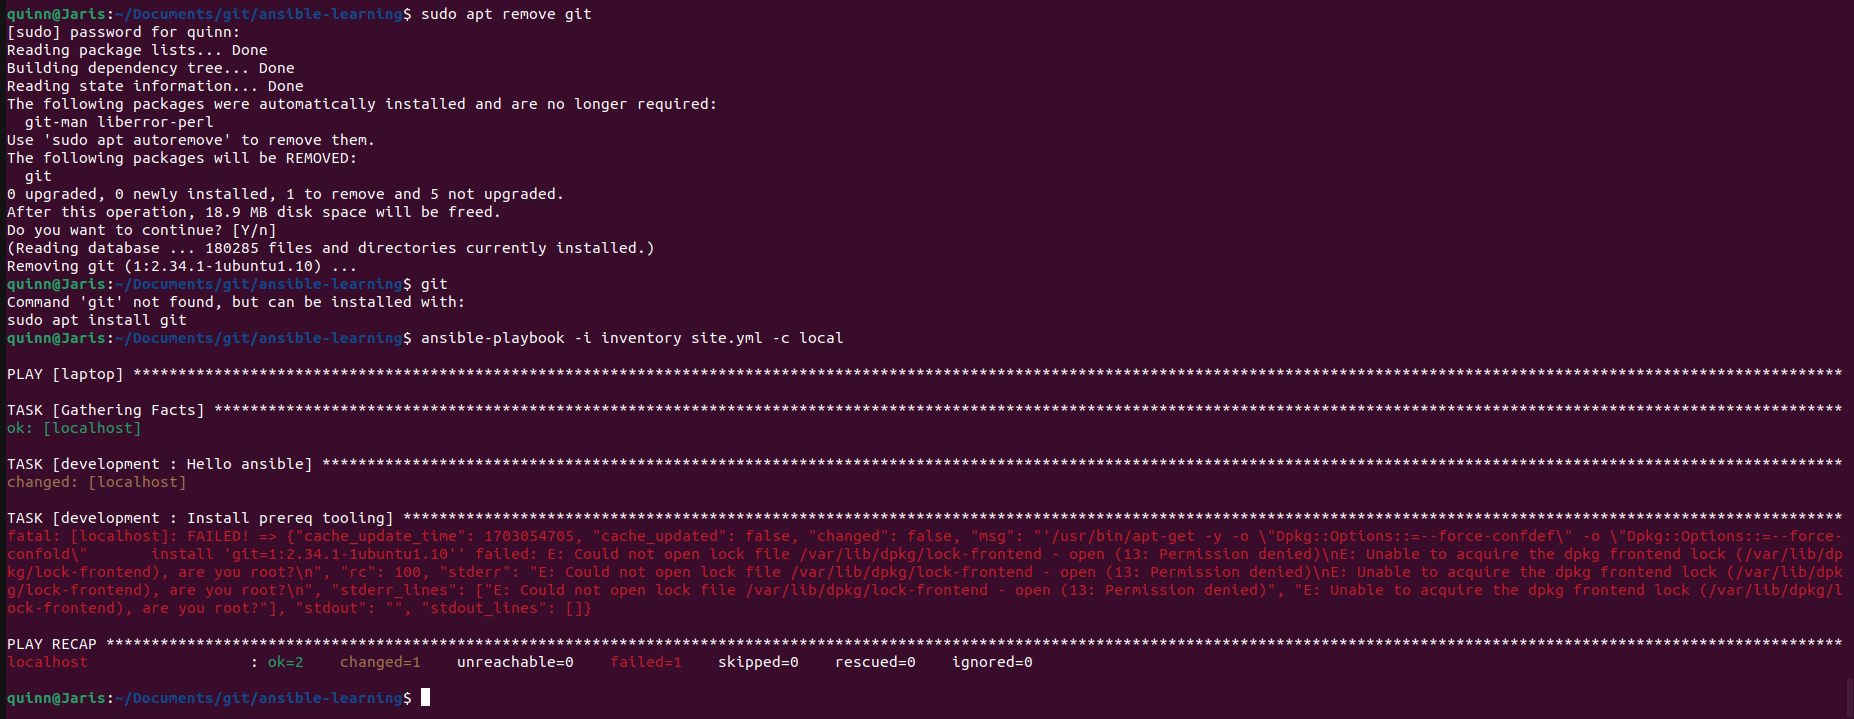 quinn@Jaris:~/Documents/git/ansible-learning$ sudo apt remove git
[sudo] password for quinn:
Reading package lists... Done
Building dependency tree... Done
Reading state information... Done
The following packages were automatically installed and are no longer required:
  git-man liberror-perl
Use 'sudo apt autoremove' to remove them.
The following packages will be REMOVED:
  git
0 upgraded, 0 newly installed, 1 to remove and 5 not upgraded.
After this operation, 18.9 MB disk space will be freed.
Do you want to continue? [Y/n]
(Reading database ... 180285 files and directories currently installed.)
Removing git (1:2.34.1-1ubuntu1.10) ...
quinn@Jaris:~/Documents/git/ansible-learning$ git
Command 'git' not found, but can be installed with:
sudo apt install git
quinn@Jaris:~/Documents/git/ansible-learning$ ansible-playbook -i inventory site.yml -c local
PLAY [laptop] ****************************************************************************************************************************************************************************************
TASK [Gathering Facts] *******************************************************************************************************************************************************************************
ok: [localhost]
TASK [development : Hello ansible] *******************************************************************************************************************************************************************
changed: [localhost]
TASK [development : Install prereq tooling] **********************************************************************************************************************************************************
fatal: [localhost]: FAILED! => {"cache_update_time": 1703054705, "cache_updated": false, "changed": false, "msg": "'/usr/bin/apt-get -y -o \"Dpkg::Options::=--force-confdef\" -o \"Dpkg::Options::=--force-
confold\"       install 'git=1:2.34.1-1ubuntu1.10'' failed: E: Could not open lock file /var/lib/dpkg/lock-frontend - open (13: Permission denied)\nE: Unable to acquire the dpkg frontend lock (/var/lib/dp
kg/lock-frontend), are you root?\n", "rc": 100, "stderr": "E: Could not open lock file /var/lib/dpkg/lock-frontend - open (13: Permission denied)\nE: Unable to acquire the dpkg frontend lock (/var/lib/dpk
g/lock-frontend), are you root?\n", "stderr_lines": ["E: Could not open lock file /var/lib/dpkg/lock-frontend - open (13: Permission denied)", "E: Unable to acquire the dpkg frontend lock (/var/lib/dpkg/l
ock-frontend), are you root?"], "stdout": "", "stdout_lines": []}
PLAY RECAP *******************************************************************************************************************************************************************************************
localhost                  : ok=2    changed=1    unreachable=0    failed=1    skipped=0    rescued=0    ignored=0
quinn@Jaris:~/Documents/git/ansible-learning$